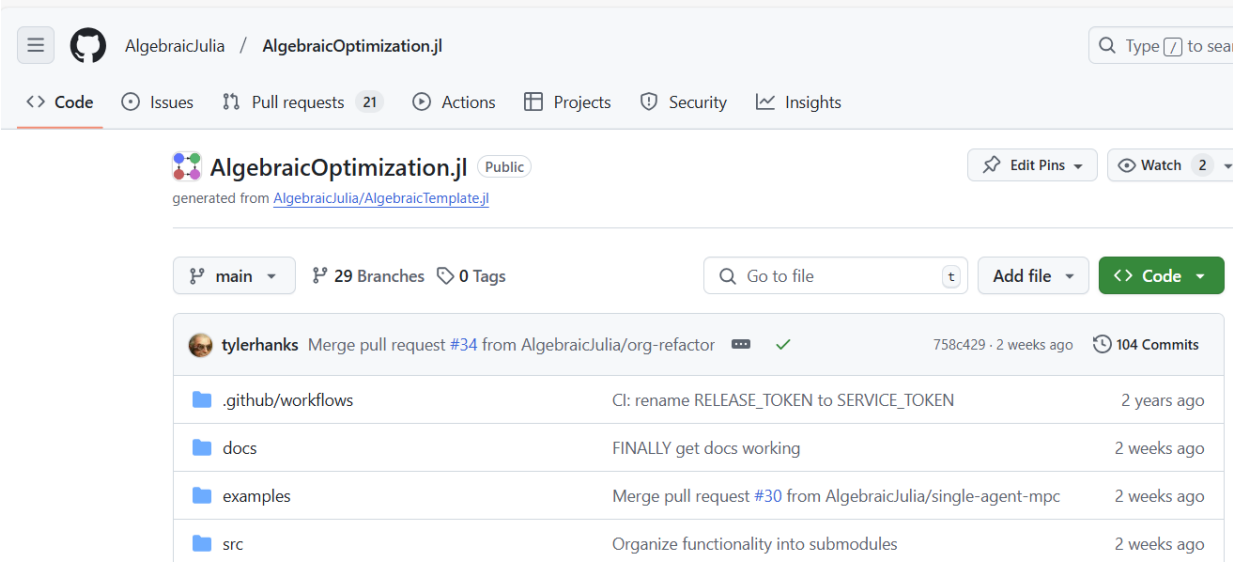 AlgebraicJulia / AlgebraicOptimization.jl
Type / to sear
Code Issues Pull requests 21 Actions Projects Security Insights
AlgebraicOptimization.jl Public
Edit Pins Watch 2
generated from AlgebraicJulia/AlgebraicTemplate.jl
main 29 Branches 0 Tags Go to file t Add file Code
tylerhanks Merge pull request #34 from AlgebraicJulia/org-refactor 758c429 · 2 weeks ago 104 Commits
.github/workflows CI: rename RELEASE_TOKEN to SERVICE_TOKEN 2 years ago
docs FINALLY get docs working 2 weeks ago
examples Merge pull request #30 from AlgebraicJulia/single-agent-mpc 2 weeks ago
src Organize functionality into submodules 2 weeks ago